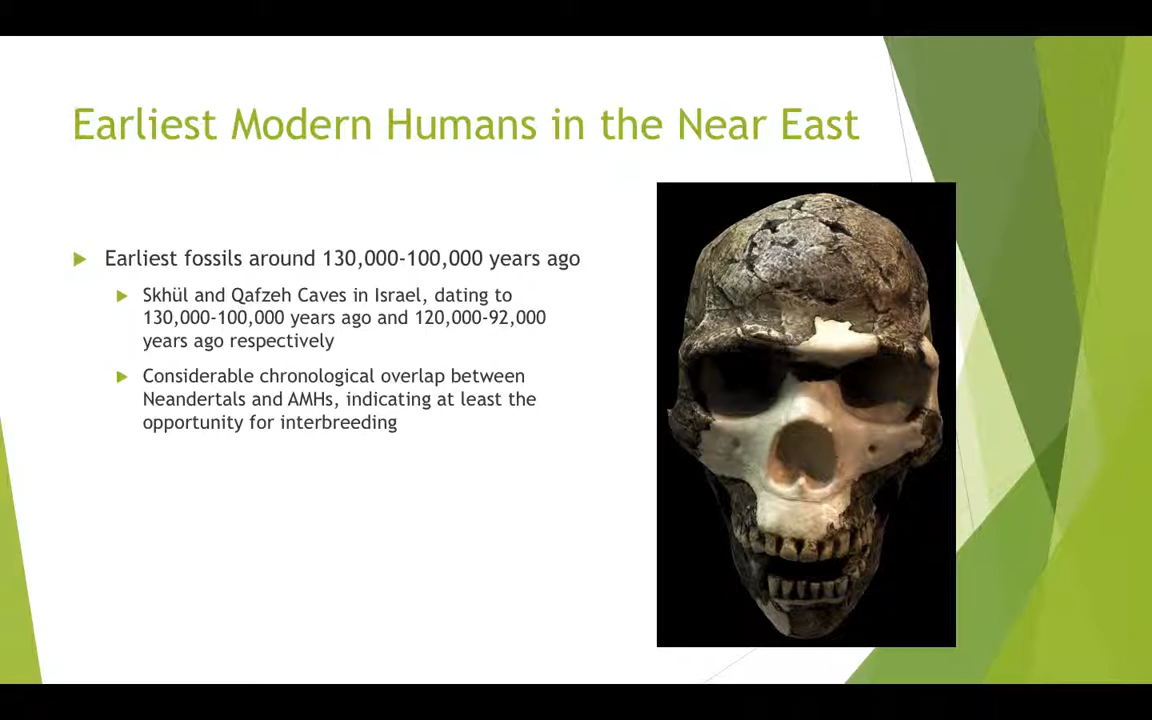 Earliest Modern Humans in the Near East
Earliest fossils around 130,000-100,000 years ago
Skhül and Qafzeh Caves in Israel, dating to
130,000-100,000 years ago and 120,000-92,000
years ago respectively
Considerable chronological overlap between
Neandertals and AMHs, indicating at least the
opportunity for interbreeding